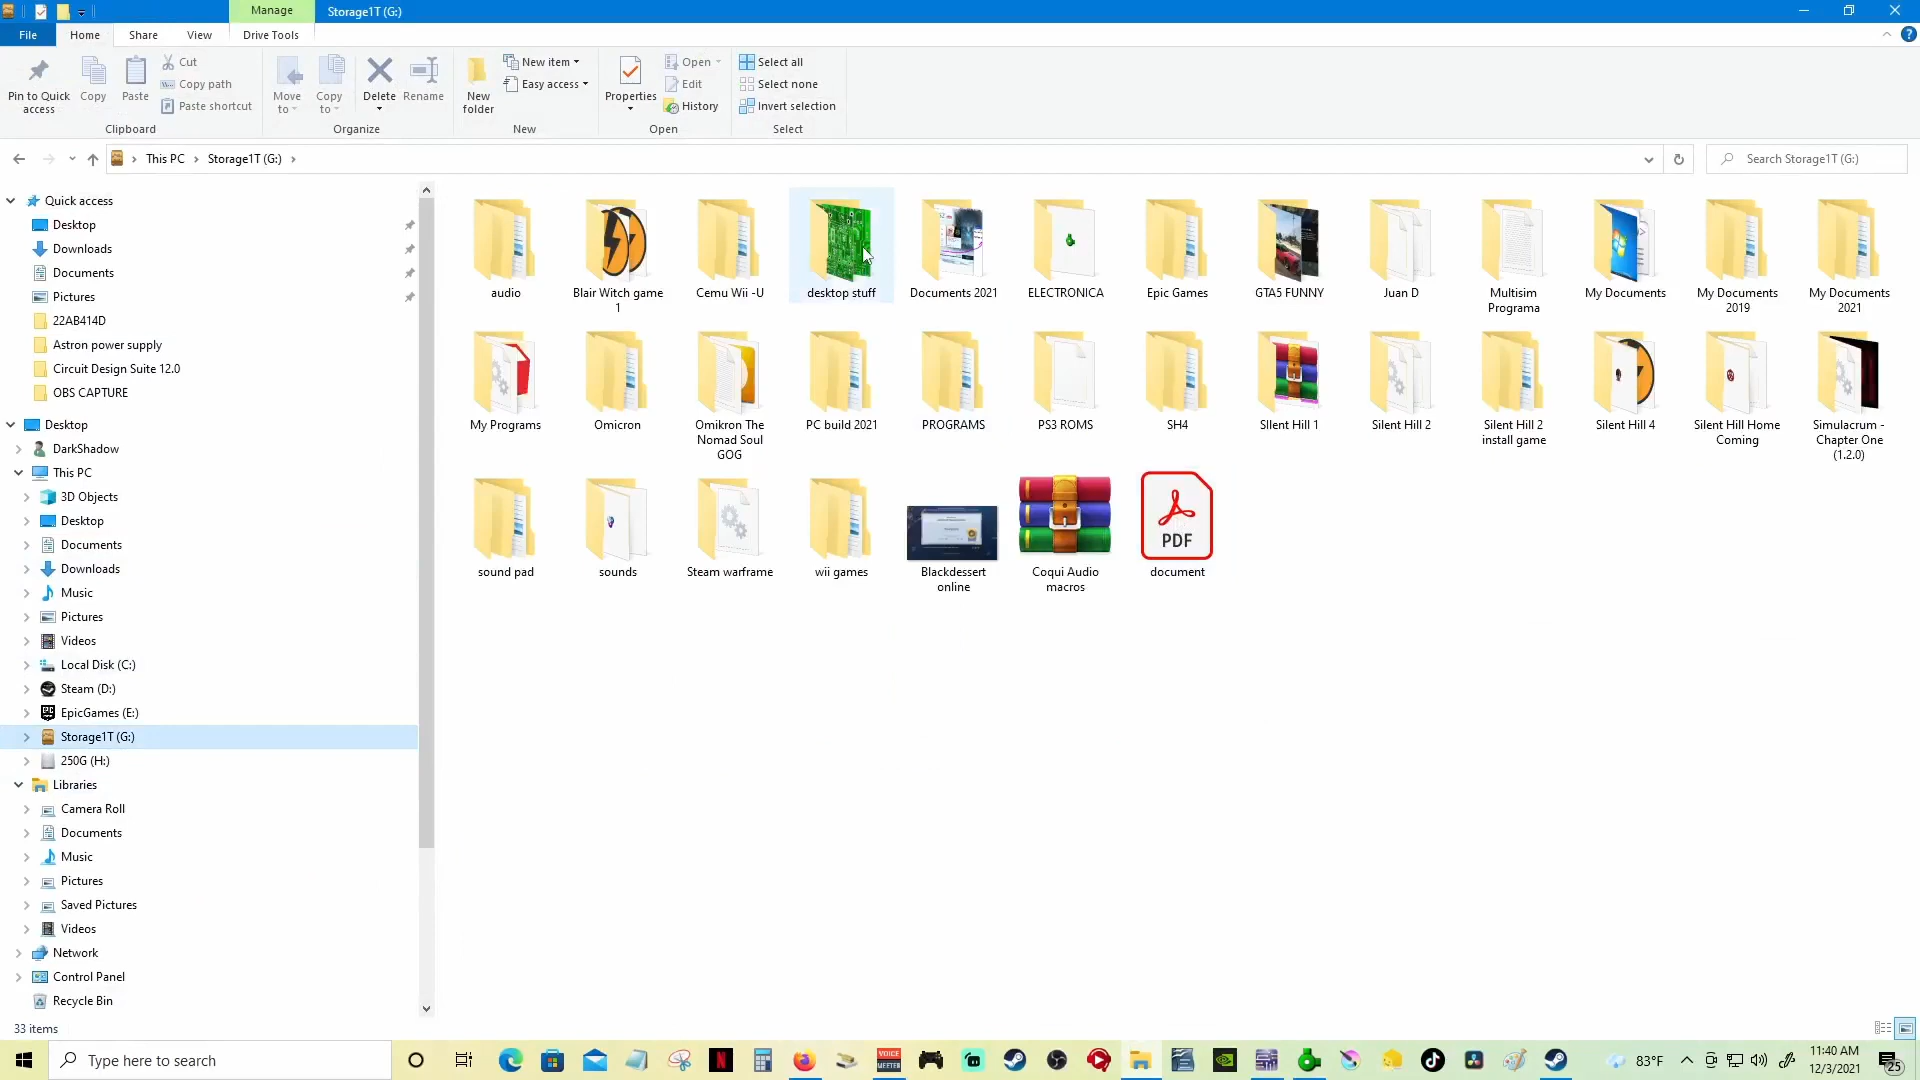 Manage
Storage1T (G:)
File
Home
Share
View
Drive Tools
Pin to Quick access
Copy
Paste
Cut
Copy path
Paste shortcut
Clipboard
Move to
Copy to
Delete
Rename
Organize
New folder
New item
Easy access
New
Properties
Open
Edit
History
Open
Select all
Select none
Invert selection
Select
This PC
Storage1T (G:)
Search Storage1T (G:)
Quick access
Desktop
Downloads
Documents
Pictures
22AB414D
Astron power supply
Circuit Design Suite 12.0
OBS CAPTURE
Desktop
DarkShadow
This PC
3D Objects
Desktop
Documents
Downloads
Music
Pictures
Videos
Local Disk (C:)
Steam (D:)
EpicGames (E:)
Storage1T (G:)
250G (H:)
Libraries
Camera Roll
Documents
Music
Pictures
Saved Pictures
Videos
Network
Control Panel
Recycle Bin
audio
Blair Witch game 1
Cemu Wii -U
desktop stuff
Documents 2021
ELECTRONICA
Epic Games
GTA5 FUNNY
Juan D
Multisim Programa
My Documents
My Documents 2019
My Documents 2021
My Programs
Omicron
Omikron The Nomad Soul GOG
PC build 2021
PROGRAMS
PS3 ROMS
SH4
SIlent Hill 1
Silent Hill 2
Silent Hill 2 install game
Silent Hill 4
Silent Hill Home Coming
Simulacrum - Chapter One (1.2.0)
sound pad
sounds
Steam warframe
wii games
Blackdessert online
Coqui Audio macros
PDF
document
33 items
Type here to search
VOICE MEETER
83°F
11:40 AM
12/3/2021
25